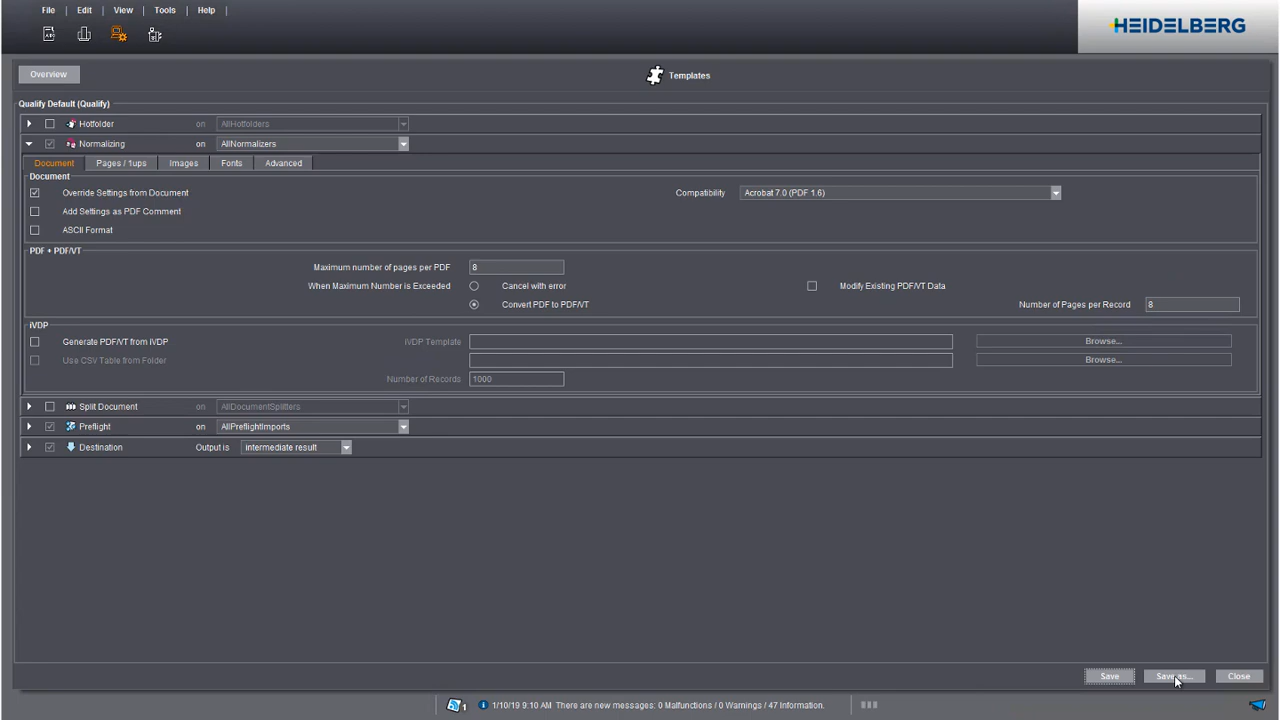 File | Edit | View | Tools | Help |
HEIDELBERG
Overview
Templates
Qualify Default (Qualify)
Hotfolder on AllHotfolders
Normalizing on AllNormalizers
Document Pages / 1ups Images Fonts Advanced
Document
Override Settings from Document Compatibility Acrobat 7.0 (PDF 1.6)
Add Settings as PDF Comment
ASCII Format
PDF + PDF/VT
Maximum number of pages per PDF 8
When Maximum Number is Exceeded Cancel with error Modify Existing PDF/VT Data
Convert PDF to PDF/VT Number of Pages per Record 8
iVDP
Generate PDF/VT from iVDP iVDP Template Browse...
Use CSV Table from Folder Browse...
Number of Records 1000
Split Document on AllDocumentSplitters
Preflight on AllPreflightImports
Destination Output is intermediate result
Save Save as... Close
1 1/10/19 9:10 AM There are new messages: 0 Malfunctions / 0 Warnings / 47 Information.